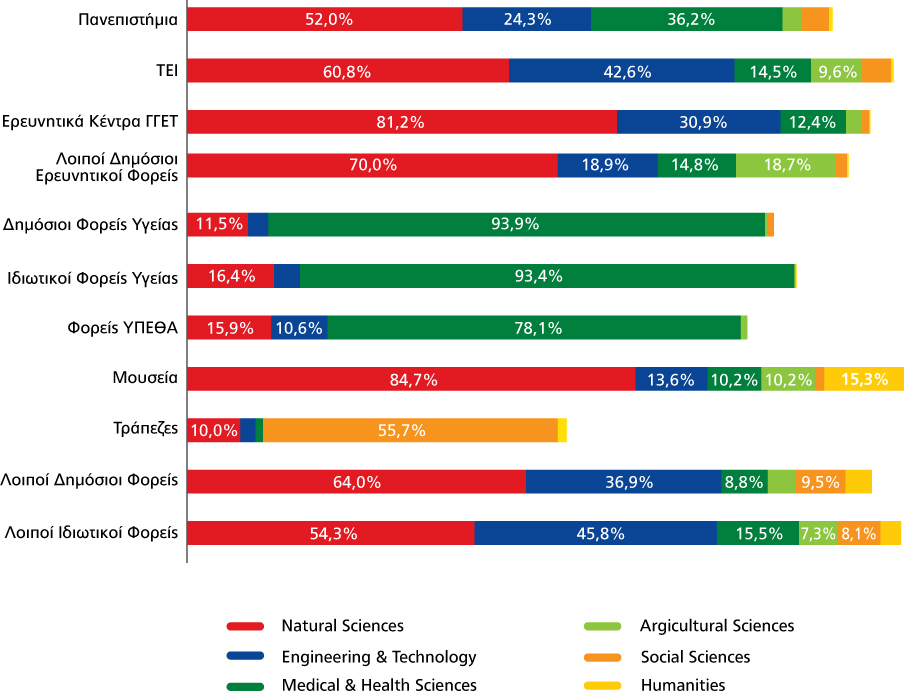 Πανεπιστήμια
52,0%
24,3%
36,2%
ΤΕΙ
60,8%
42,6%
14,5%
9,6%
Ερευνητικά Κέντρα ΓΓΕΤ
81,2%
30,9%
12,4%
Λοιποί Δημόσιοι
Ερευνητικοί Φορείς
70,0%
18,9%
14,8%
18,7%
Δημόσιοι Φορείς Υγείας
11,5%
93,9%
Ιδιωτικοί Φορείς Υγείας
16,4%
93,4%
Φορείς ΥΠΕΘΑ
15,9%
10,6%
78,1%
Μουσεία
84,7%
13,6%
10,2%
10,2%
15,3%
Τράπεζες
10,0%
55,7%
Λοιποί Δημόσιοι Φορείς
64,0%
36,9%
8,8%
9,5%
Λοιποί Ιδιωτικοί Φορείς
54,3%
45,8%
15,5%
7,3%
8,1%
Natural Sciences
Engineering & Technology
Medical & Health Sciences
Argicultural Sciences
Social Sciences
Humanities